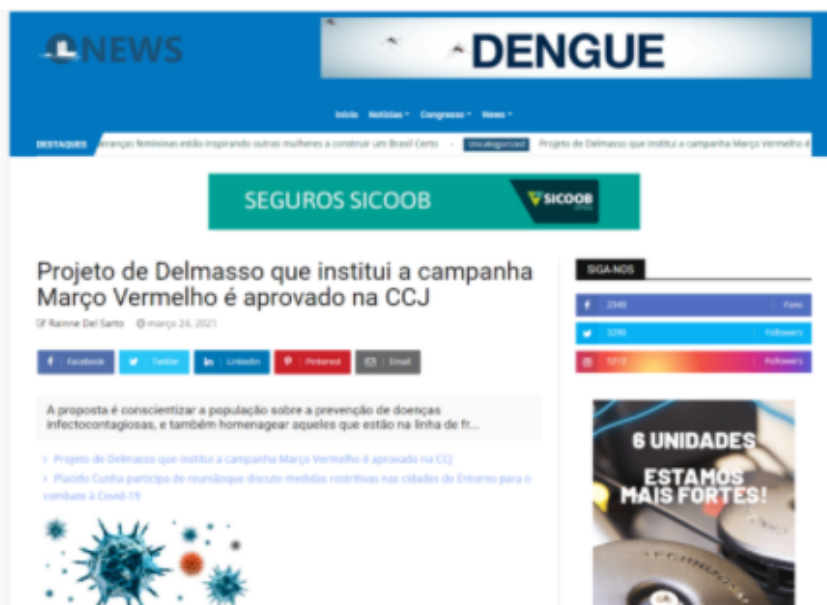 NEWS
DENGUE
Início Notícias Congresso News
DESTAQUES eranças femininas estão inspirando outras mulheres a construir um Brasil Certo - Uncategorized Projeto de Delmasso que institui a campanha Março Vermelho é
SEGUROS SICOOB
SICOOB
Projeto de Delmasso que institui a campanha
Março Vermelho é aprovado na CCJ
Rainne Del Sarto março 24, 2021
Facebook Twitter Linkedin Pinterest Email
A proposta é conscientizar a população sobre a prevenção de doenças
infectocontagiosas, e também homenagear aqueles que estão na linha de fr...
› Projeto de Delmasso que institui a campanha Março Vermelho é aprovado na CCJ
› Placido Cunha participa de reuniãoque discute medidas restritivas nas cidades do Entorno para o
combate à Covid-19
SIGA-NOS
2340 Fans
3290 Followers
5212 Followers
6 UNIDADES
ESTAMOS
MAIS FORTES!